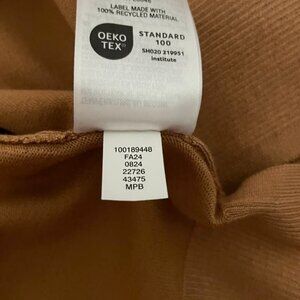 LABEL MADE WITH
100% RECYCLED MATERIAL
OEKO
TEX®
STANDARD
100
SH020 219951
Institute
100189448
FA24
0824
22726
43475
MPB